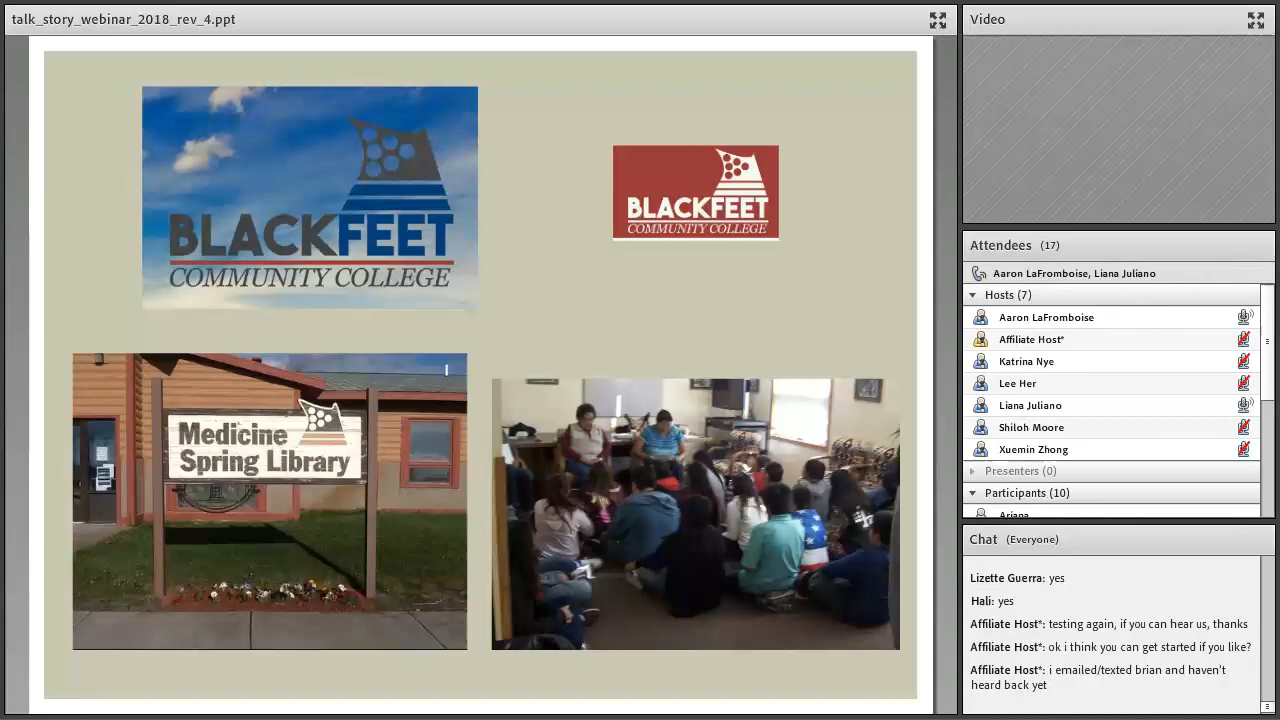 talk_story_webinar_2018_rev_4.ppt
BLACKFEET
COMMUNITY COLLEGE
BLACKFEET
COMMUNITY COLLEGE
Medicine
Spring Library
Video
Attendees (17)
Aaron LaFromboise, Liana Juliano
Hosts (7)
Aaron LaFromboise
Affiliate Host*
Katrina Nye
Lee Her
Liana Juliano
Shiloh Moore
Xuemin Zhong
Presenters (0)
Participants (10)
Ariana
Chat (Everyone)
Lizette Guerra: yes
Hali: yes
Affiliate Host*: testing again, if you can hear us, thanks
Affiliate Host*: ok i think you can get started if you like?
Affiliate Host*: i emailed/texted brian and haven't
heard back yet